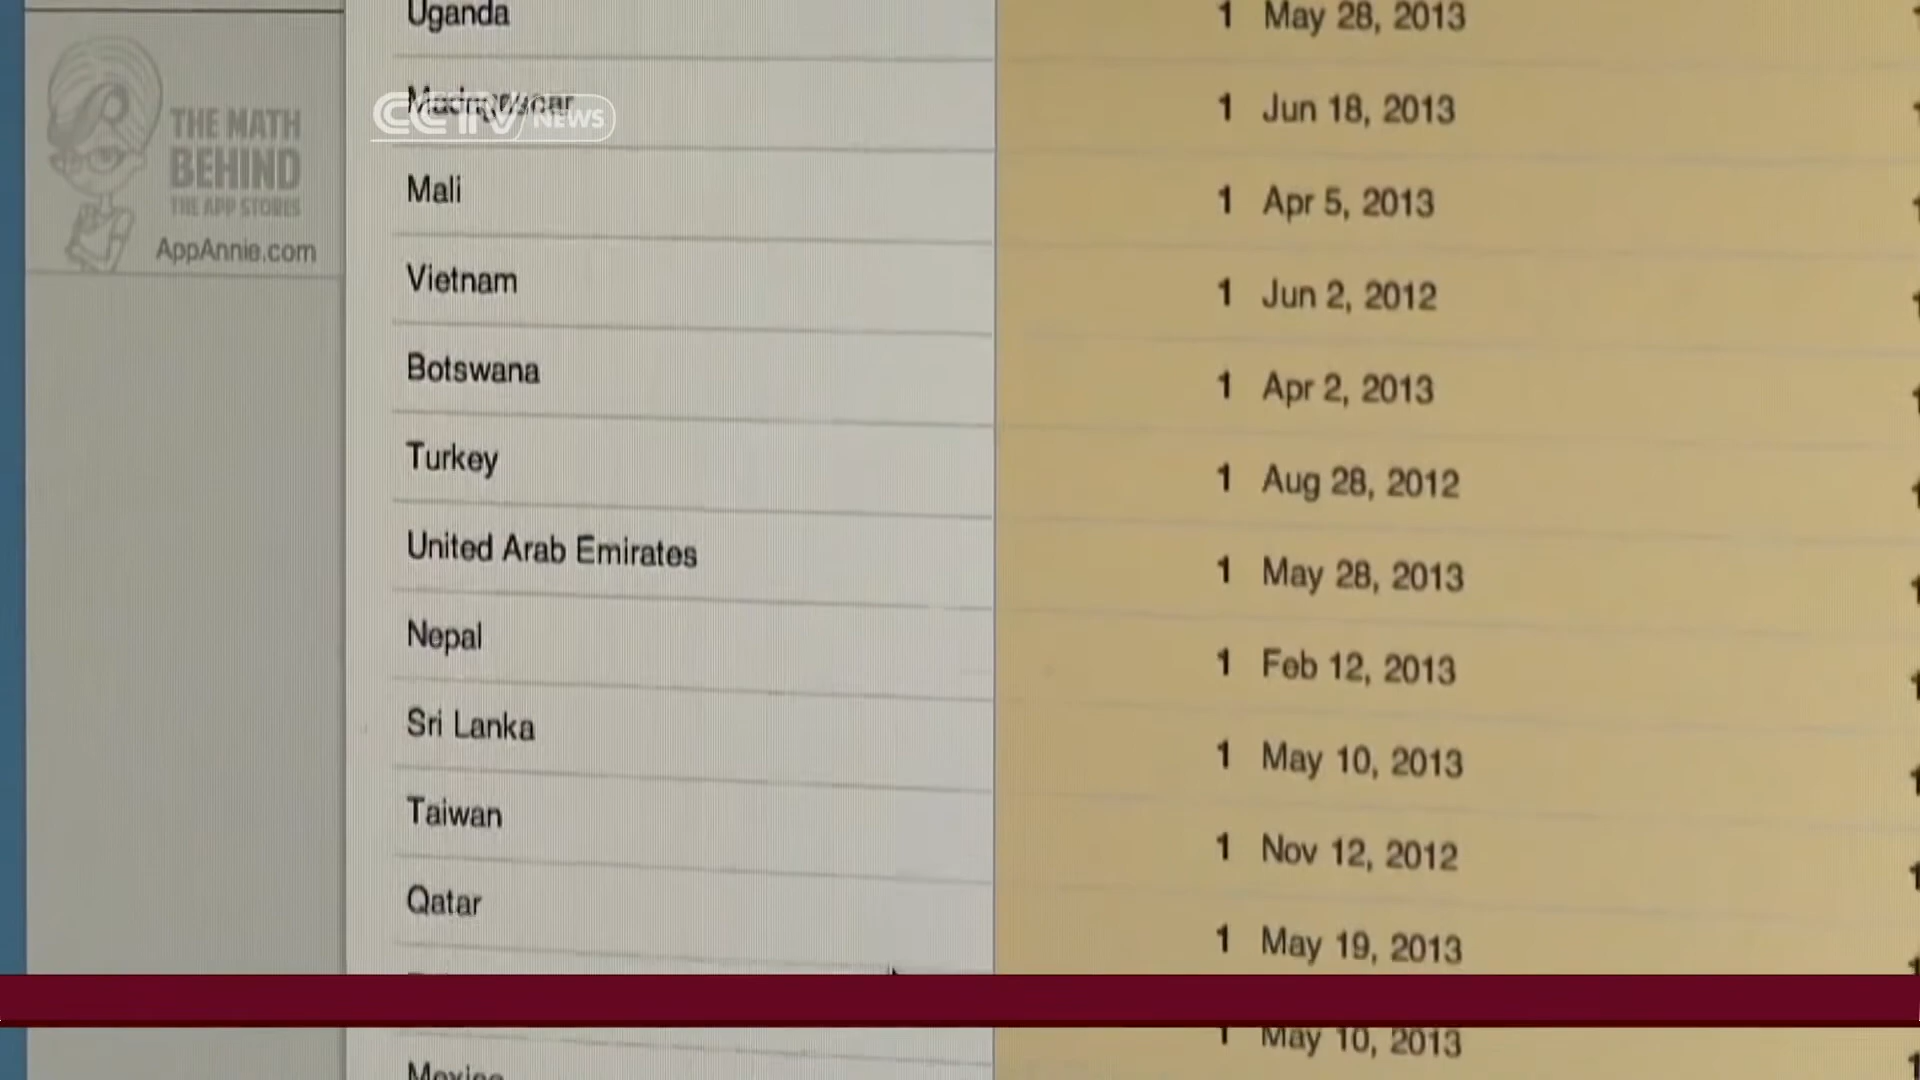 Uganda 1 May 28, 2013
Madagascar 1 Jun 18, 2013
CCTV NEWS
THE MATH
BEHIND
THE APP STORES
AppAnnie.com
Mali 1 Apr 5, 2013
Vietnam 1 Jun 2, 2012
Botswana 1 Apr 2, 2013
Turkey 1 Aug 28, 2012
United Arab Emirates 1 May 28, 2013
Nepal 1 Feb 12, 2013
Sri Lanka 1 May 10, 2013
Taiwan 1 Nov 12, 2012
Qatar 1 May 19, 2013
1 May 10, 2013
Mexico